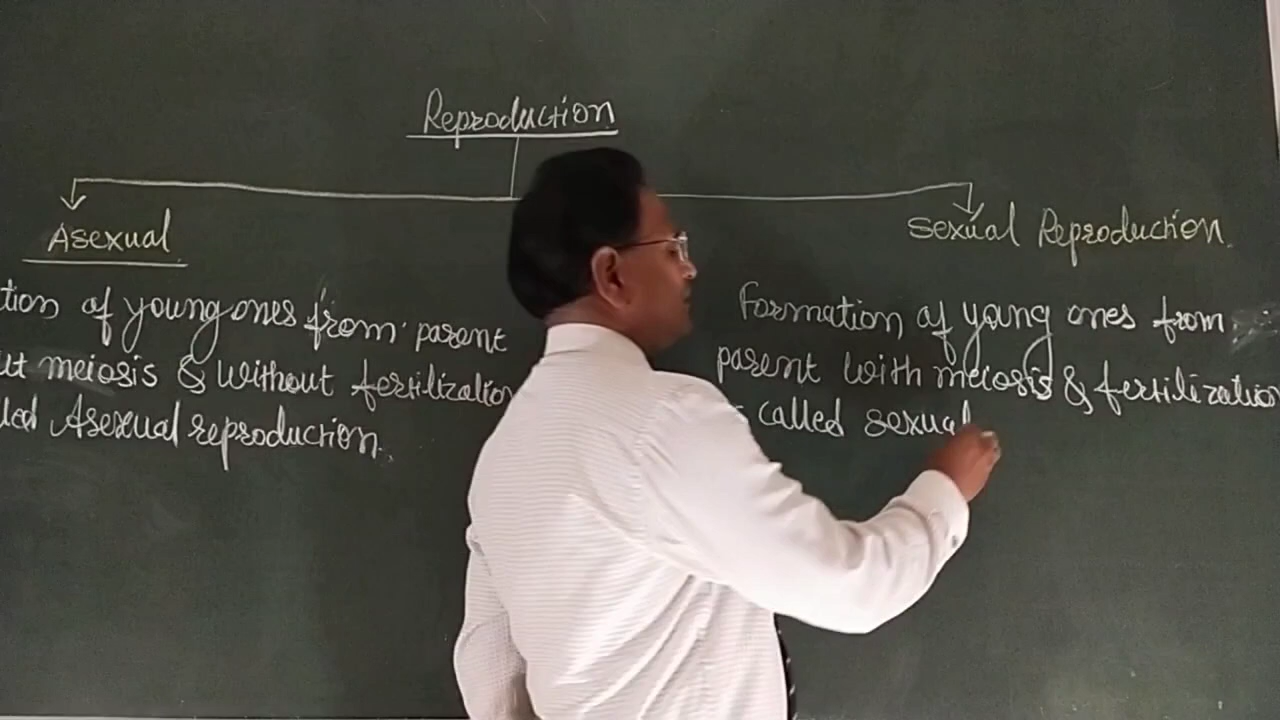 Reproduction
Asexual
tion of young ones from parent
ut meiosis & without fertilization
led Asexual reproduction.
Sexual Reproduction.
Formation of young ones from
parent with meiosis & fertilization
called sexual